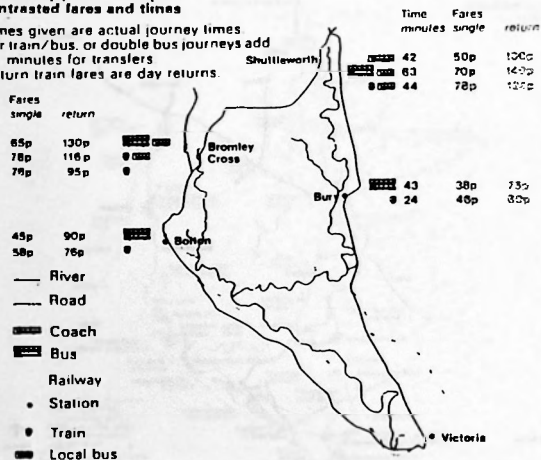 ntrasted fares and times
mes given are actual journey times.
r train/bus, or double bus journeys add
minutes for transfers.
turn train fares are day returns.
Time Fares
minutes single return
Shuttleworth 42 50p
63 70p
44 78p
Fares
single return
65p 130p
78p 116p
76p 95p
Bromley
Cross
Bury 43 38p
24 46p
45p 90p
58p 76p
Bolton
River
Road
Coach
Bus
Railway
Station
Train
Local bus
Victoria